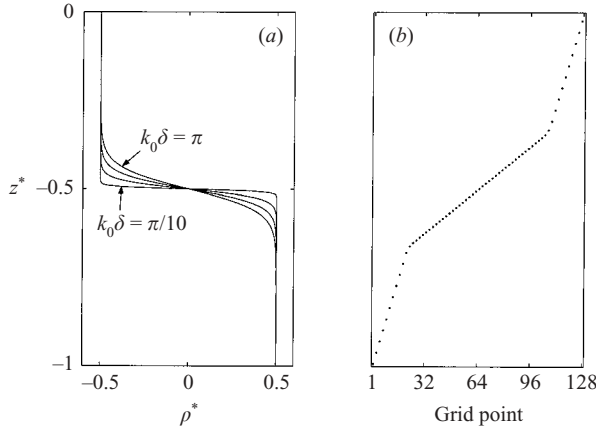 0 (a) (b)
k₀δ = π
z* −0.5
k₀δ = π/10
−1
−0.5 0 0.5 1 32 64 96 128
ρ* Grid point